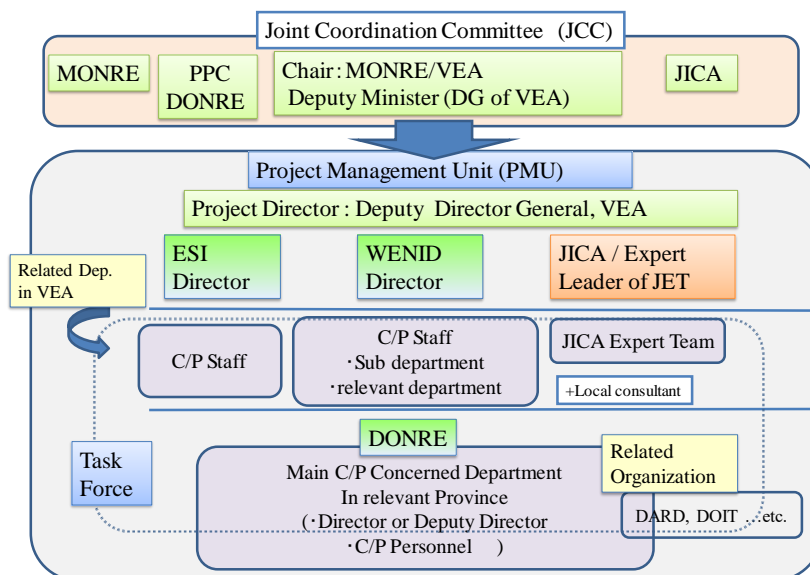 Joint Coordination Committee (JCC)
MONRE
PPC
DONRE
Chair：MONRE/VEA
Deputy Minister (DG of VEA)
JICA
Project Management Unit (PMU)
Project Director : Deputy Director General, VEA
Related Dep.
in VEA
ESI
Director
WENID
Director
JICA / Expert
Leader of JET
C/P Staff
C/P Staff
・Sub department
・relevant department
JICA Expert Team
+Local consultant
Task
Force
DONRE
Main C/P Concerned Department
In relevant Province
(・Director or Deputy Director
・C/P Personnel )
Related
Organization
DARD, DOIT …etc.